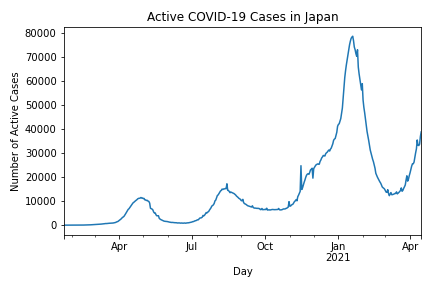 Active COVID-19 Cases in Japan
80000
70000
60000
50000
40000
30000
20000
10000
0
Number of Active Cases
Apr
Jul
Oct
Jan
2021
Apr
Day